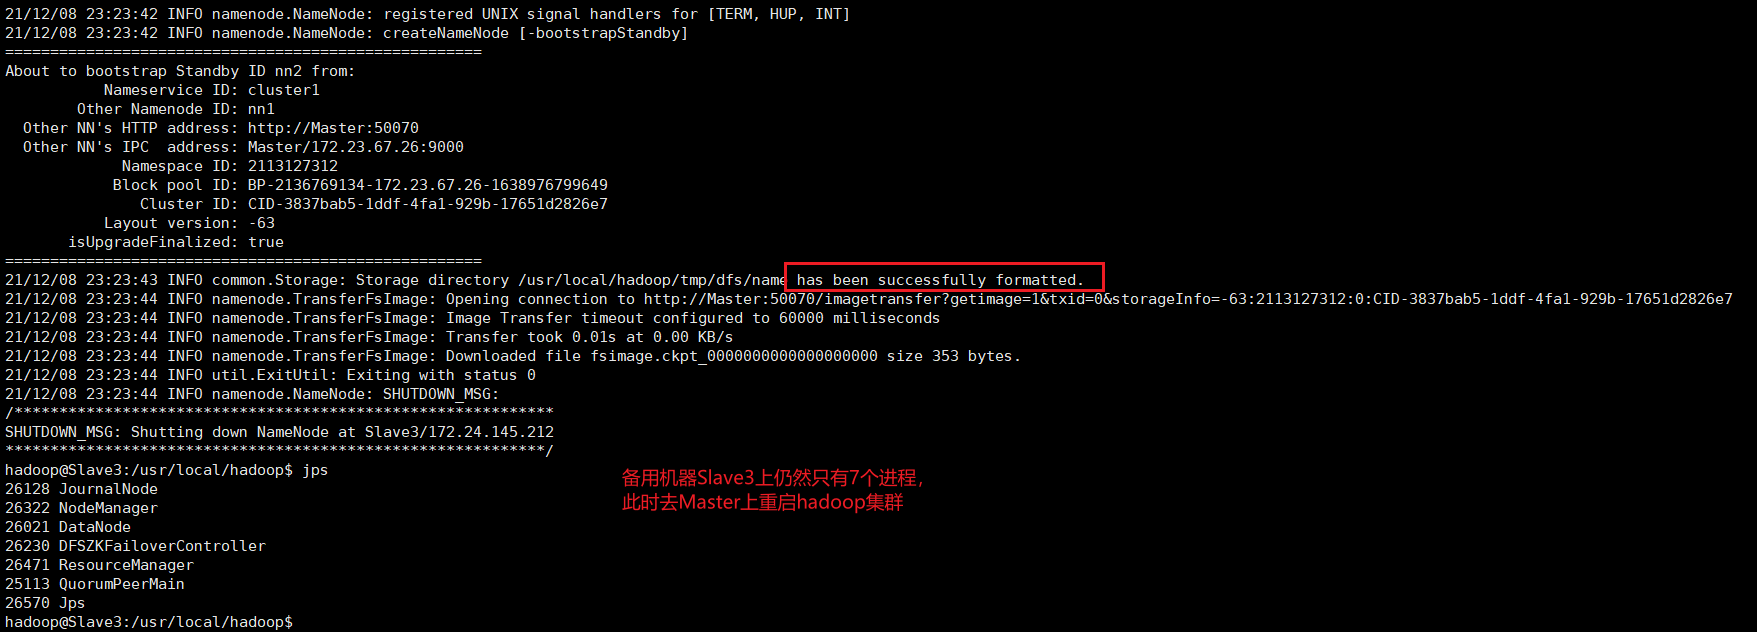 21/12/08 23:23:42 INFO namenode.NameNode: registered UNIX signal handlers for [TERM, HUP, INT]
21/12/08 23:23:42 INFO namenode.NameNode: createNameNode [-bootstrapStandby]
=====================================================
About to bootstrap Standby ID nn2 from:
           Nameservice ID: cluster1
        Other Namenode ID: nn1
  Other NN's HTTP address: http://Master:50070
  Other NN's IPC  address: Master/172.23.67.26:9000
             Namespace ID: 2113127312
            Block pool ID: BP-2136769134-172.23.67.26-1638976799649
               Cluster ID: CID-3837bab5-1ddf-4fa1-929b-17651d2826e7
           Layout version: -63
       isUpgradeFinalized: true
=====================================================
21/12/08 23:23:43 INFO common.Storage: Storage directory /usr/local/hadoop/tmp/dfs/name has been successfully formatted.
21/12/08 23:23:44 INFO namenode.TransferFsImage: Opening connection to http://Master:50070/imagetransfer?getimage=1&txid=0&storageInfo=-63:2113127312:0:CID-3837bab5-1ddf-4fa1-929b-17651d2826e7
21/12/08 23:23:44 INFO namenode.TransferFsImage: Image Transfer timeout configured to 60000 milliseconds
21/12/08 23:23:44 INFO namenode.TransferFsImage: Transfer took 0.01s at 0.00 KB/s
21/12/08 23:23:44 INFO namenode.TransferFsImage: Downloaded file fsimage.ckpt_0000000000000000000 size 353 bytes.
21/12/08 23:23:44 INFO util.ExitUtil: Exiting with status 0
21/12/08 23:23:44 INFO namenode.NameNode: SHUTDOWN_MSG:
/************************************************************
SHUTDOWN_MSG: Shutting down NameNode at Slave3/172.24.145.212
************************************************************/
hadoop@Slave3:/usr/local/hadoop$ jps
26128 JournalNode
26322 NodeManager
26021 DataNode
26230 DFSZKFailoverController
26471 ResourceManager
25113 QuorumPeerMain
26570 Jps
hadoop@Slave3:/usr/local/hadoop$
备用机器Slave3上仍然只有7个进程,
此时去Master上重启hadoop集群